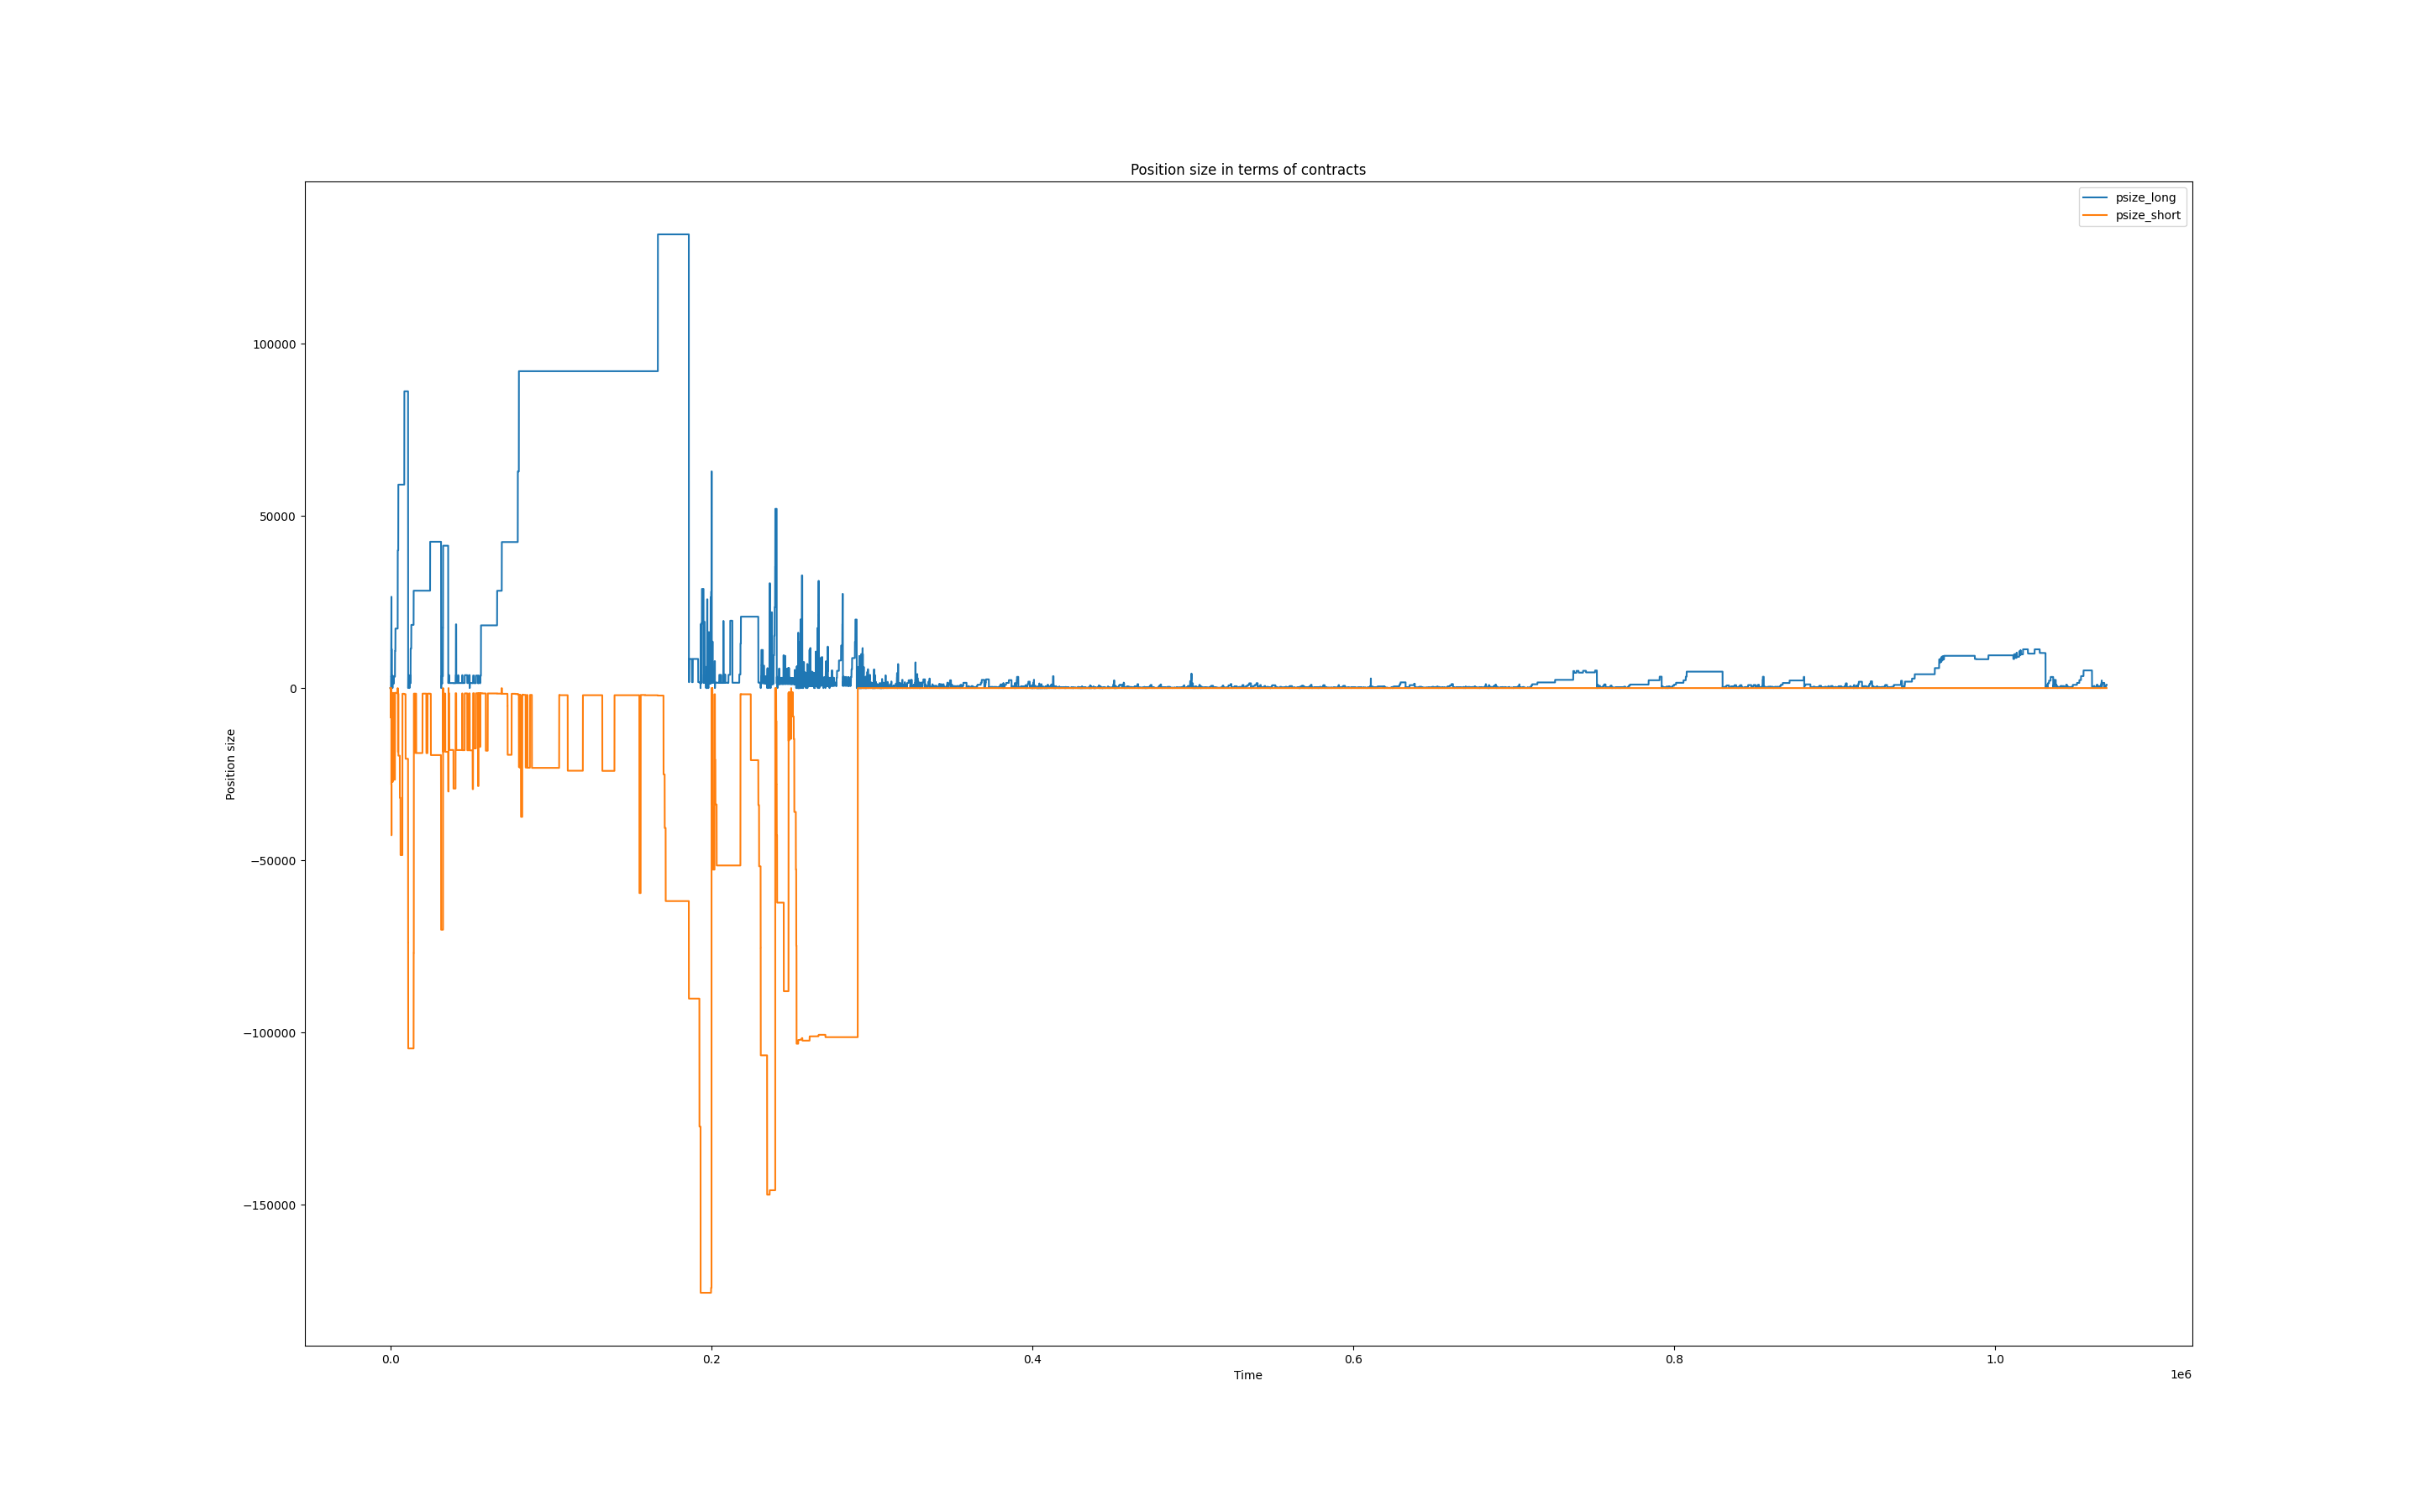 Position size in terms of contracts
psize_long
psize_short
100000
50000
0
−50000
−100000
−150000
Position size
0.0
0.2
0.4
0.6
0.8
1.0
Time
1e6